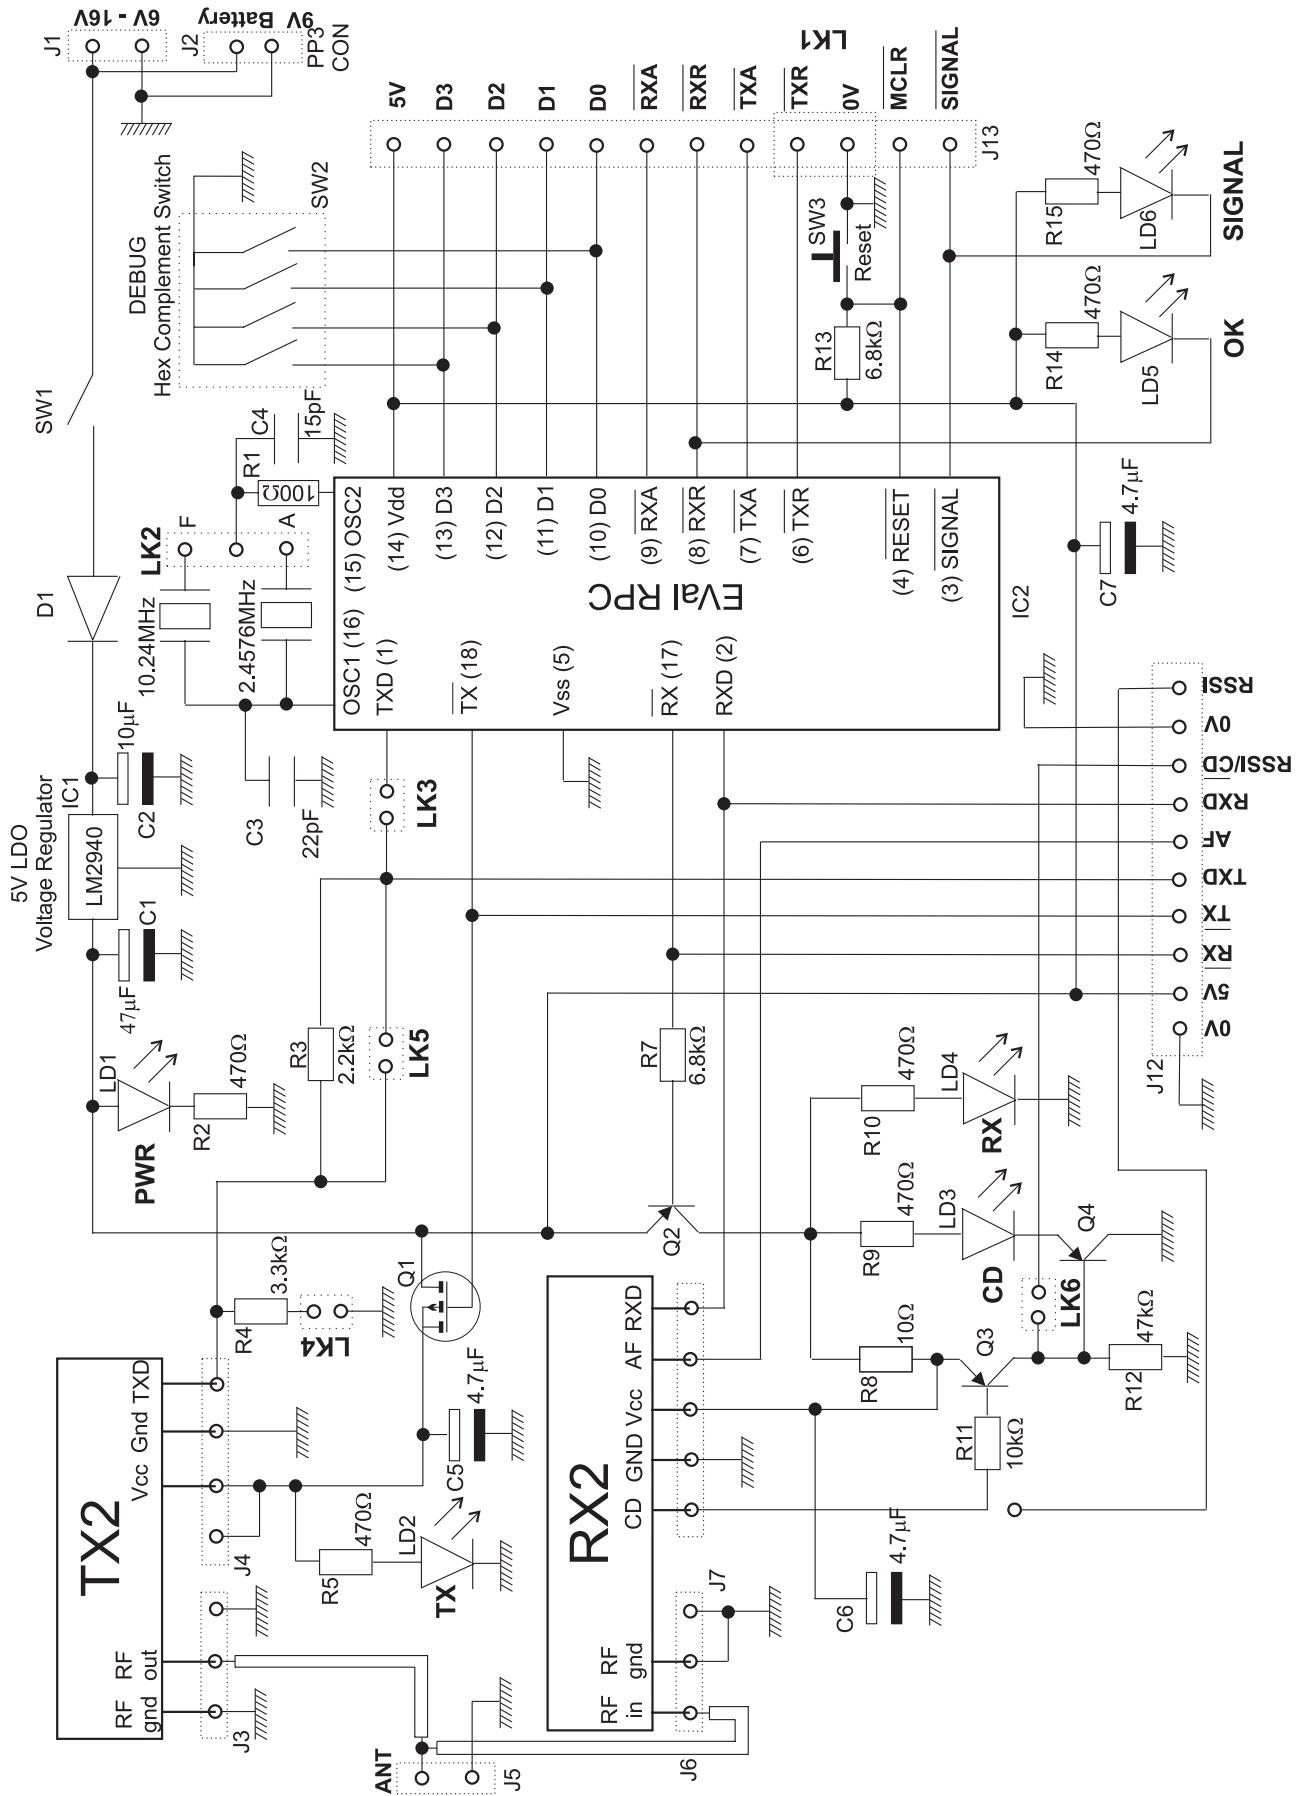 J1
6V - 16V
J2
9V Battery
PP3
CON
SW1
DEBUG
Hex Complement Switch
SW2
5V
D3
D2
D1
D0
RXA
RXR
TXA
TXR
0V
MCLR
SIGNAL
LK1
J13
SW3
Reset
R13
6.8kΩ
R15
470Ω
LD6
SIGNAL
R14
470Ω
LD5
OK
D1
LK2
F
A
R1
100Ω
C4
15pF
10.24MHz
2.4576MHz
C3
22pF
OSC1 (16)
(15) OSC2
TXD (1)
(14) Vdd
(13) D3
TX (18)
(12) D2
(11) D1
Vss (5)
(10) D0
(9) RXA
RX (17)
(8) RXR
RXD (2)
(7) TXA
(6) TXR
(4) RESET
(3) SIGNAL
EVal RPC
IC2
C7
4.7µF
5V LDO
Voltage Regulator
IC1
LM2940
10µF
C2
47µF
C1
LD1
PWR
R2
470Ω
R3
2.2kΩ
LK3
LK5
R7
6.8kΩ
RSSI
0V
RSSI/CD
RXD
AF
TXD
TX
RX
5V
0V
J12
R10
470Ω
LD4
RX
R9
470Ω
LD3
CD
Q4
LK6
Q2
Q1
R4
3.3kΩ
LK4
R8
10Ω
Q3
R12
47kΩ
R11
10kΩ
TX2
TXD
Gnd
Vcc
RF
out
RF
gnd
J4
J3
R5
470Ω
LD2
TX
C5
4.7µF
RX2
RXD
AF
Vcc
GND
CD
RF
gnd
RF
in
J7
J6
C6
4.7µF
ANT
J5